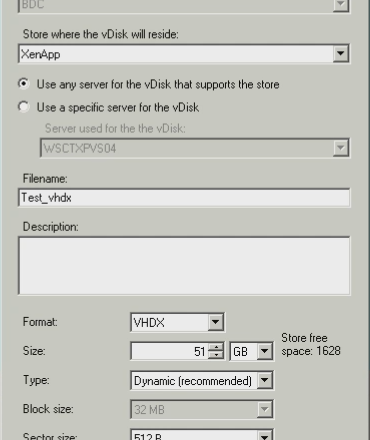 BDC
Store where the vDisk will reside:
XenApp
Use any server for the vDisk that supports the store
Use a specific server for the vDisk
Server used for the the vDisk:
WSCTXPVS04
Filename:
Test_vhdx
Description:
Format: VHDX
Size: 51 GB Store free space: 1628
Type: Dynamic (recommended)
Block size: 32 MB
Sector size: 512 B